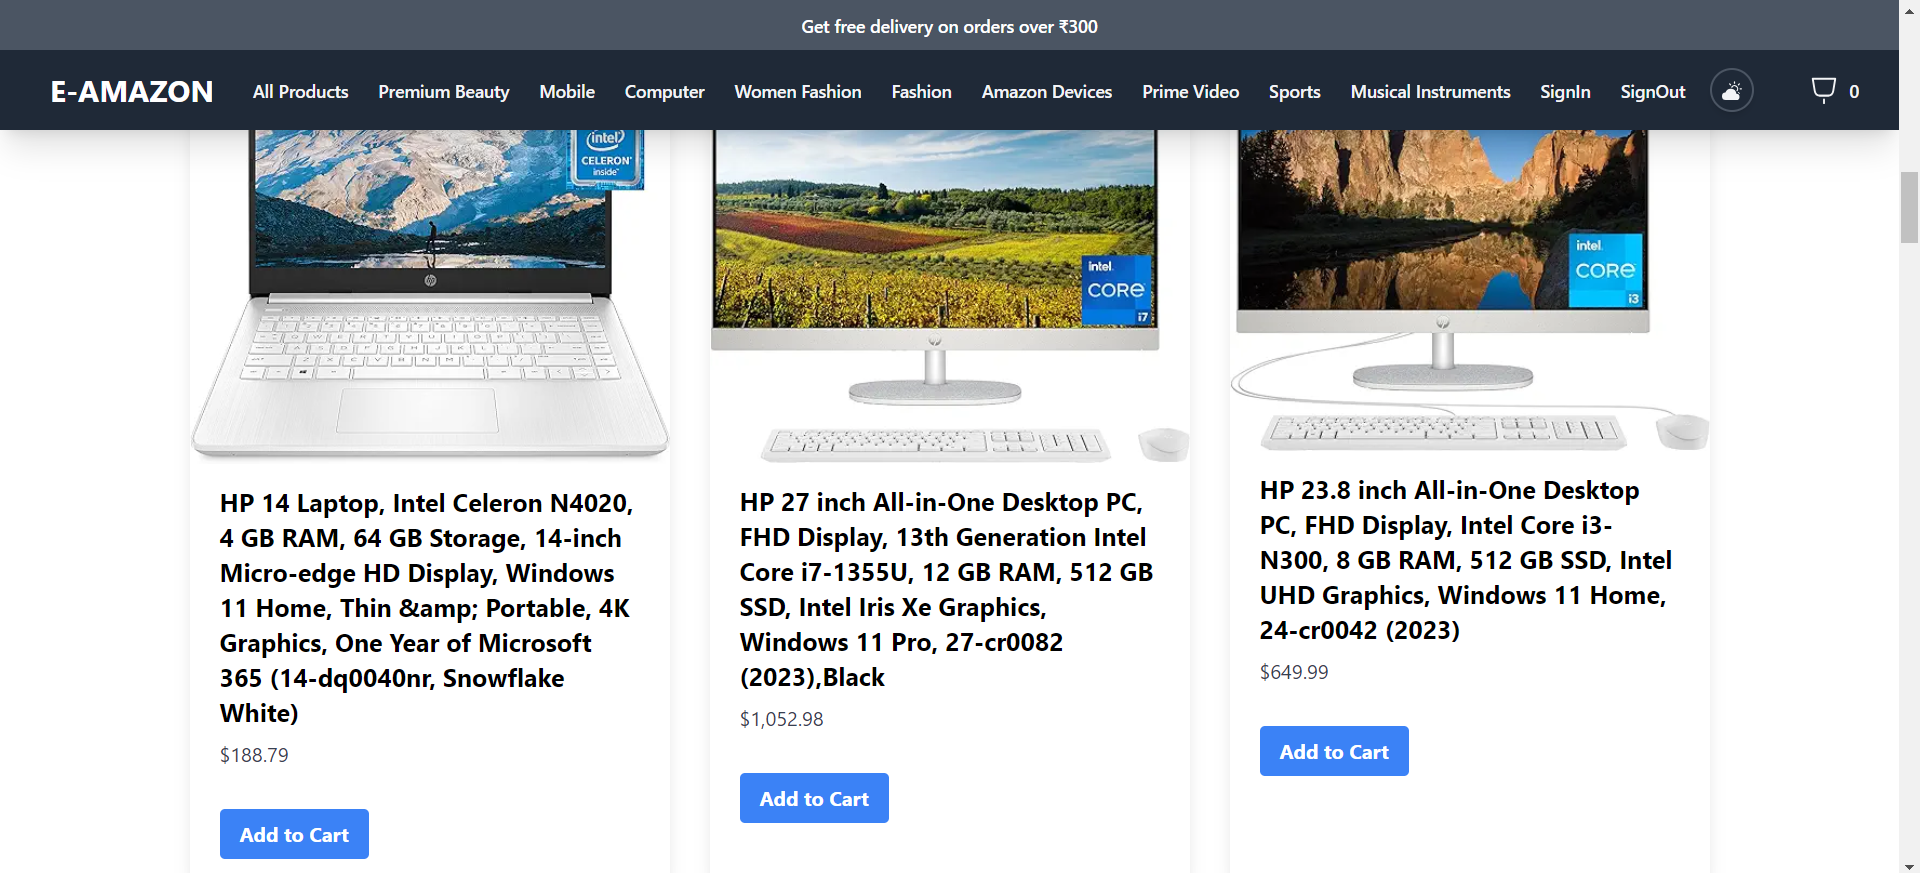 Get free delivery on orders over ₹300
E-AMAZON
All Products
Premium Beauty
Mobile
Computer
Women Fashion
Fashion
Amazon Devices
Prime Video
Sports
Musical Instruments
SignIn
SignOut
0
intel
CELERON
inside
hp
HP 14 Laptop, Intel Celeron N4020,
4 GB RAM, 64 GB Storage, 14-inch
Micro-edge HD Display, Windows
11 Home, Thin &amp; Portable, 4K
Graphics, One Year of Microsoft
365 (14-dq0040nr, Snowflake
White)
$188.79
Add to Cart
intel.
CORE
i7
hp
HP 27 inch All-in-One Desktop PC,
FHD Display, 13th Generation Intel
Core i7-1355U, 12 GB RAM, 512 GB
SSD, Intel Iris Xe Graphics,
Windows 11 Pro, 27-cr0082
(2023),Black
$1,052.98
Add to Cart
intel.
CORE
i3
hp
HP 23.8 inch All-in-One Desktop
PC, FHD Display, Intel Core i3-
N300, 8 GB RAM, 512 GB SSD, Intel
UHD Graphics, Windows 11 Home,
24-cr0042 (2023)
$649.99
Add to Cart